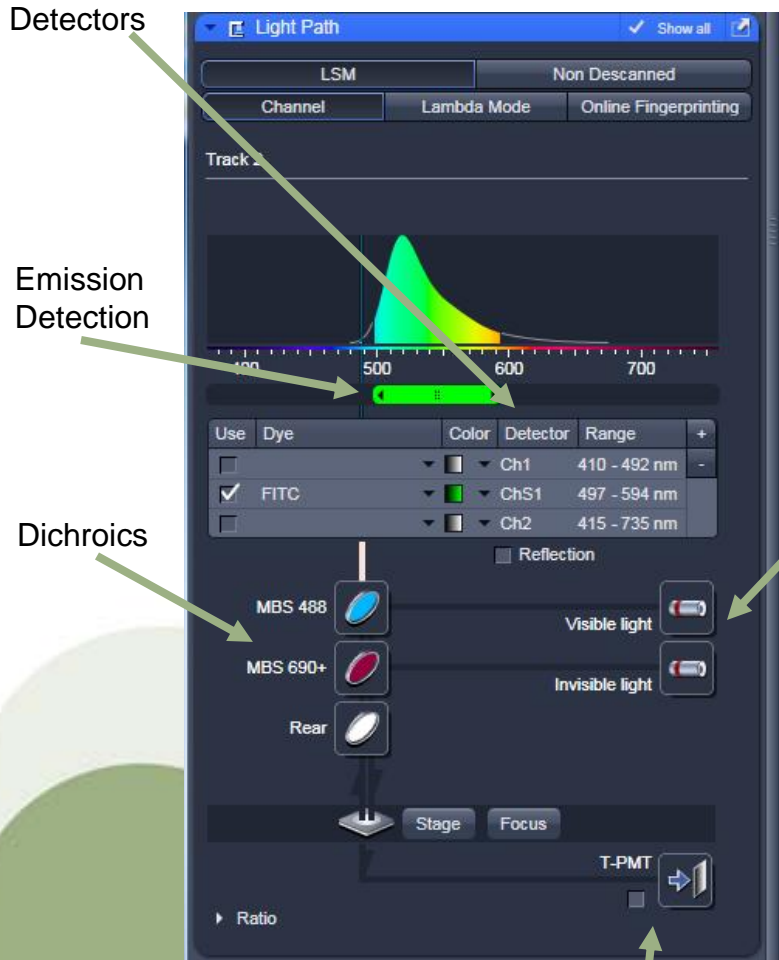 Detectors
Light Path
Show all
LSM Non Descanned
Channel Lambda Mode Online Fingerprinting
Track
Emission
Detection
500 600 700
Use Dye Color Detector Range +
Ch1 410 - 492 nm -
FITC ChS1 497 - 594 nm
Ch2 415 - 735 nm
Reflection
Dichroics
MBS 488
Visible light
MBS 690+
Invisible light
Rear
Stage Focus
T-PMT
Ratio